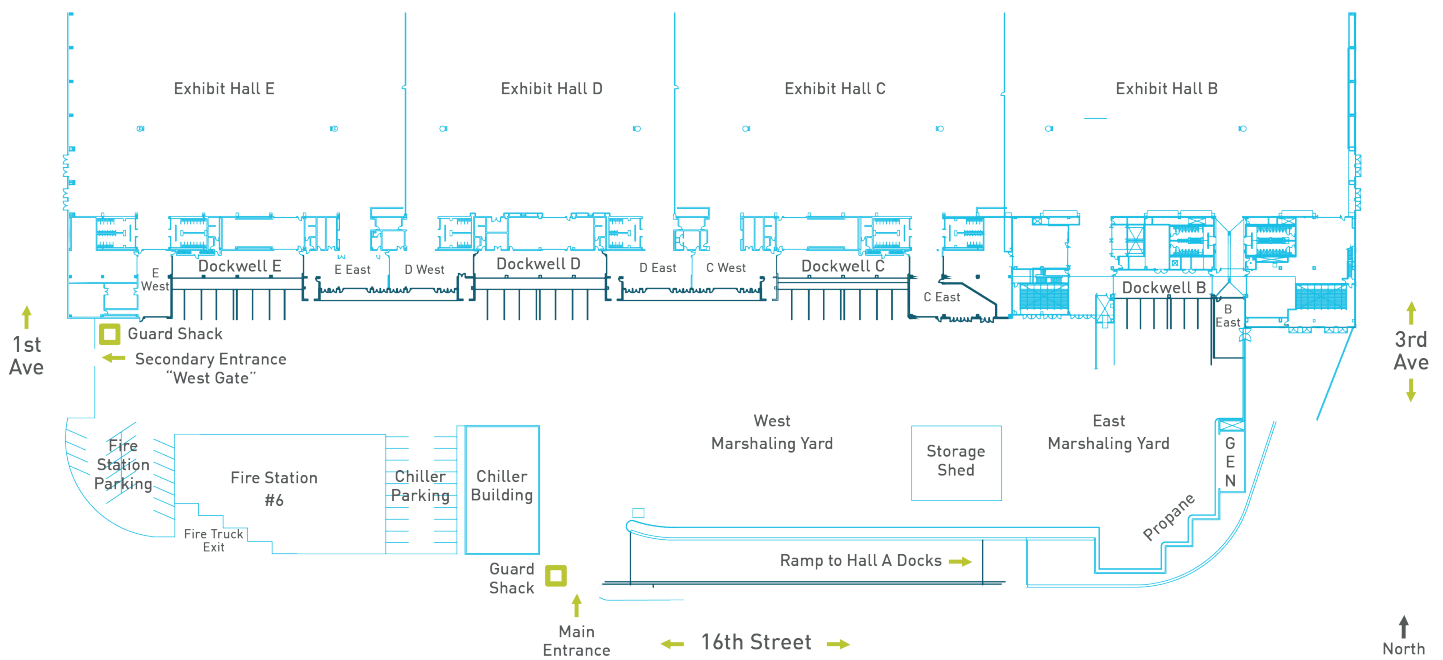 Exhibit Hall E
Exhibit Hall D
Exhibit Hall C
Exhibit Hall B
E
West
Dockwell E
E East
D West
Dockwell D
D East
C West
Dockwell C
C East
Dockwell B
B
East
1st
Ave
Guard Shack
Secondary Entrance
"West Gate"
3rd
Ave
West
Marshaling Yard
East
Marshaling Yard
Fire
Station
Parking
Fire Station
#6
Fire Truck
Exit
Chiller
Parking
Chiller
Building
Storage
Shed
GEN
Propane
Ramp to Hall A Docks
Guard
Shack
Main
Entrance
16th Street
North